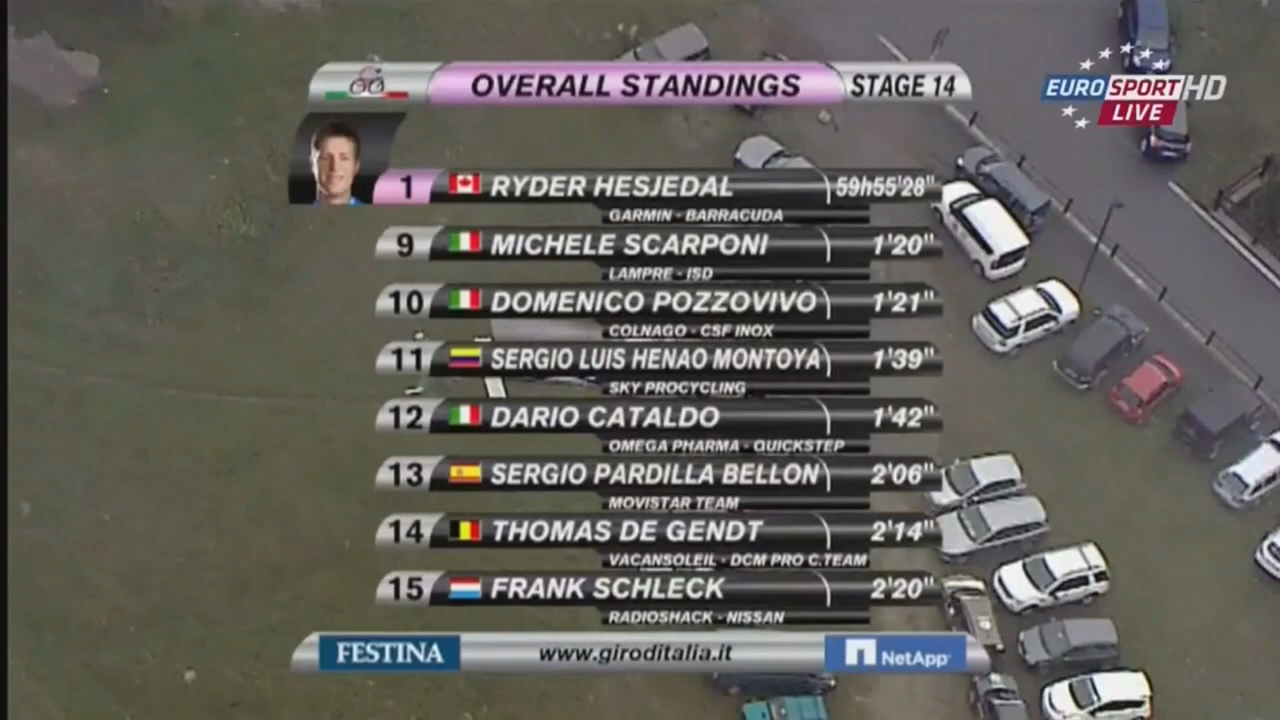 OVERALL STANDINGS STAGE 14
EUROSPORT HD
LIVE
1 RYDER HESJEDAL 59h55'28"
GARMIN - BARRACUDA
9 MICHELE SCARPONI 1'20"
LAMPRE - ISD
10 DOMENICO POZZOVIVO 1'21"
COLNAGO - CSF INOX
11 SERGIO LUIS HENAO MONTOYA 1'39"
SKY PROCYCLING
12 DARIO CATALDO 1'42"
OMEGA PHARMA - QUICKSTEP
13 SERGIO PARDILLA BELLON 2'06"
MOVISTAR TEAM
14 THOMAS DE GENDT 2'14"
VACANSOLEIL - DCM PRO C.TEAM
15 FRANK SCHLECK 2'20"
RADIOSHACK - NISSAN
FESTINA www.giroditalia.it NetApp